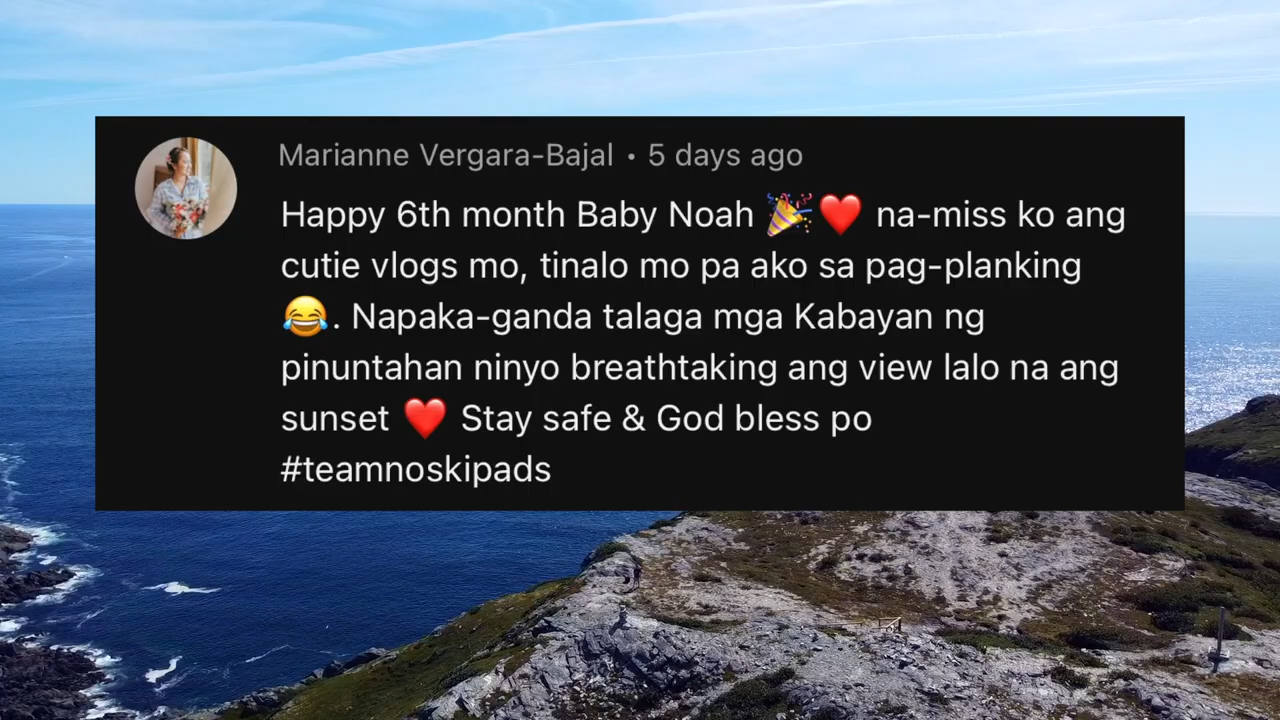 Marianne Vergara-Bajal • 5 days ago
Happy 6th month Baby Noah 🎉❤️ na-miss ko ang
cutie vlogs mo, tinalo mo pa ako sa pag-planking
😂. Napaka-ganda talaga mga Kabayan ng
pinuntahan ninyo breathtaking ang view lalo na ang
sunset ❤️ Stay safe & God bless po
#teamnoskipads